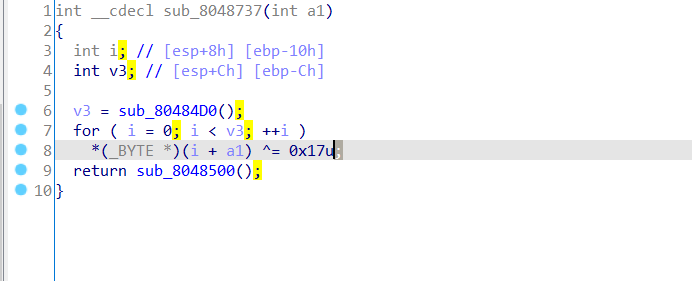 1 int __cdecl sub_8048737(int a1)
2 {
3   int i; // [esp+8h] [ebp-10h]
4   int v3; // [esp+Ch] [ebp-Ch]
5
6   v3 = sub_80484D0();
7   for ( i = 0; i < v3; ++i )
8     *(_BYTE *)(i + a1) ^= 0x17u;
9   return sub_8048500();
10 }